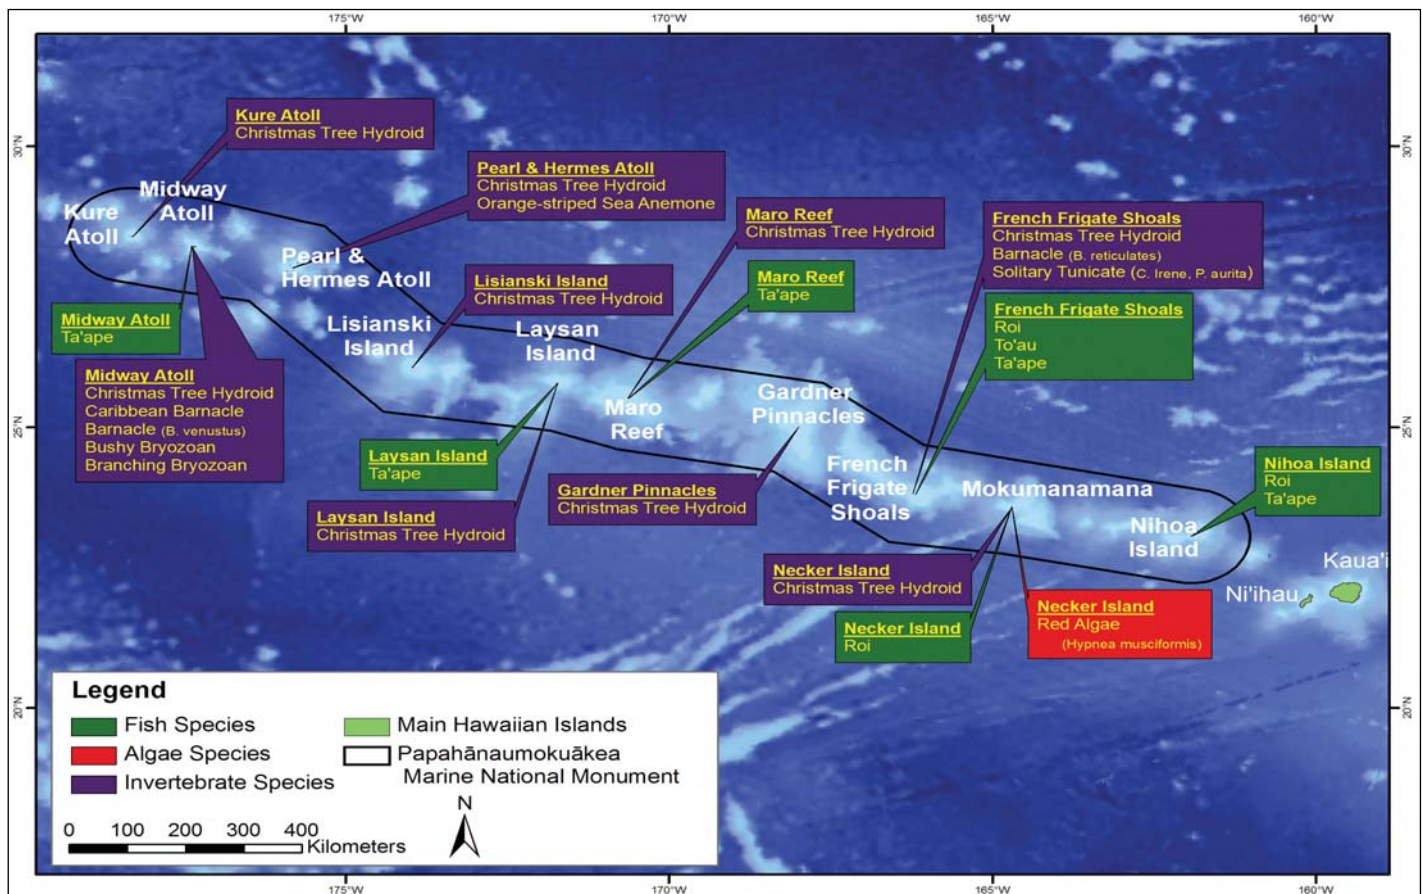 175°W
170°W
165°W
160°W
30°N
30°N
25°N
25°N
20°N
20°N
Kure Atoll
Christmas Tree Hydroid
Midway
Atoll
Kure
Atoll
Pearl & Hermes Atoll
Christmas Tree Hydroid
Orange-striped Sea Anemone
Pearl &
Hermes Atoll
Maro Reef
Christmas Tree Hydroid
Maro Reef
Ta'ape
French Frigate Shoals
Christmas Tree Hydroid
Barnacle (B. reticulates)
Solitary Tunicate (C. Irene, P. aurita)
French Frigate Shoals
Roi
To'au
Ta'ape
Lisianski Island
Christmas Tree Hydroid
Lisianski
Island
Laysan
Island
Midway Atoll
Ta'ape
Midway Atoll
Christmas Tree Hydroid
Caribbean Barnacle
Barnacle (B. venustus)
Bushy Bryozoan
Branching Bryozoan
Maro
Reef
Gardner
Pinnacles
Laysan Island
Ta'ape
Laysan Island
Christmas Tree Hydroid
Gardner Pinnacles
Christmas Tree Hydroid
French
Frigate
Shoals
Mokumanamana
Nihoa
Island
Nihoa Island
Roi
Ta'ape
Necker Island
Christmas Tree Hydroid
Necker Island
Roi
Necker Island
Red Algae
(Hypnea musciformis)
Kaua'i
Ni'ihau
Legend
Fish Species
Algae Species
Invertebrate Species
Main Hawaiian Islands
Papahānaumokuākea
Marine National Monument
N
0 100 200 300 400
Kilometers
175°W
170°W
165°W
160°W